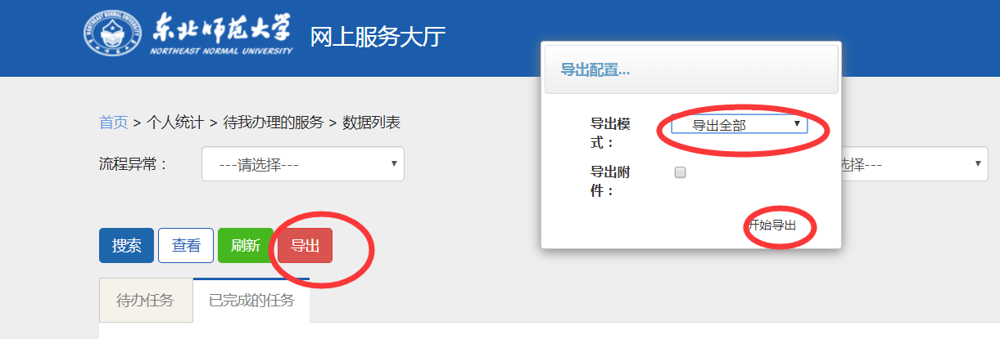 东北师范大学
NORTHEAST NORMAL UNIVERSITY
网上服务大厅
首页 > 个人统计 > 待我办理的服务 > 数据列表
流程异常：
---请选择---
选择---
搜索
查看
刷新
导出
待办任务
已完成的任务
导出配置...
导出模
式：
导出全部
导出附
件：
开始导出